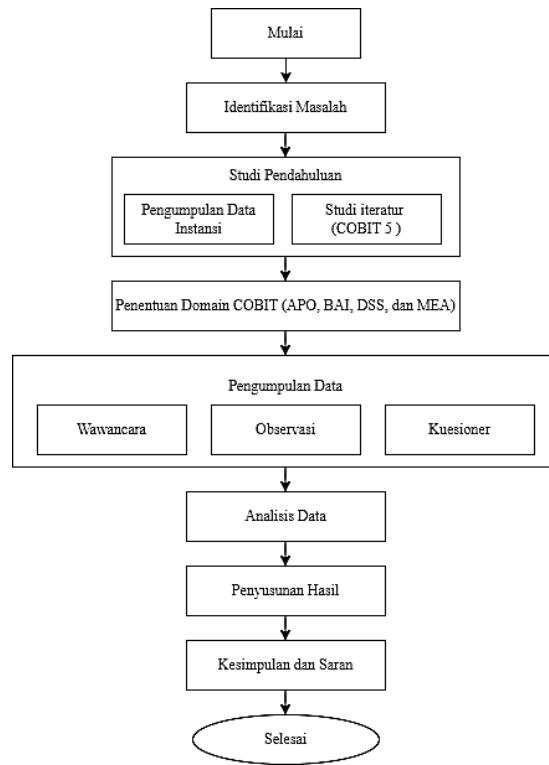 Mulai
Identifikasi Masalah
Studi Pendahuluan
Pengumpulan Data
Instansi
Studi iteratur
(COBIT 5 )
Penentuan Domain COBIT (APO, BAI, DSS, dan MEA)
Pengumpulan Data
Wawancara
Observasi
Kuesioner
Analisis Data
Penyusunan Hasil
Kesimpulan dan Saran
Selesai